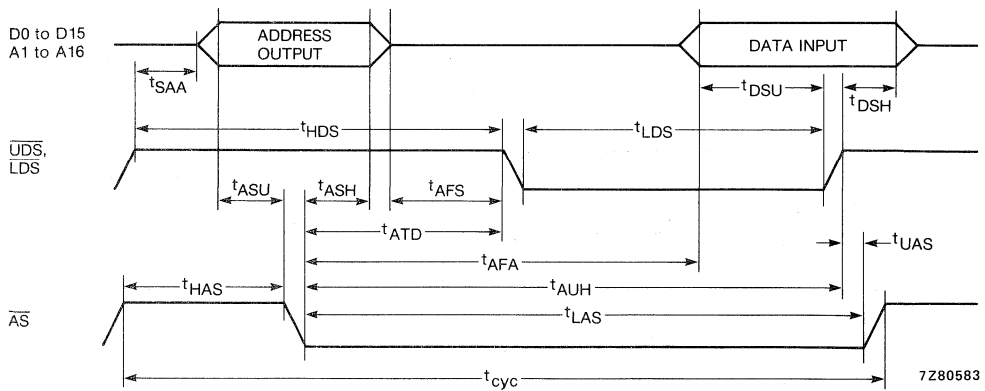 D0 to D15
A1 to A16
ADDRESS
OUTPUT
DATA INPUT
tSAA
tDSU
tDSH
tHDS
tLDS
UDS,
LDS
tASU
tASH
tAFS
tATD
tUAS
tAFA
tHAS
tAUH
AS
tLAS
tcyc
7Z80583